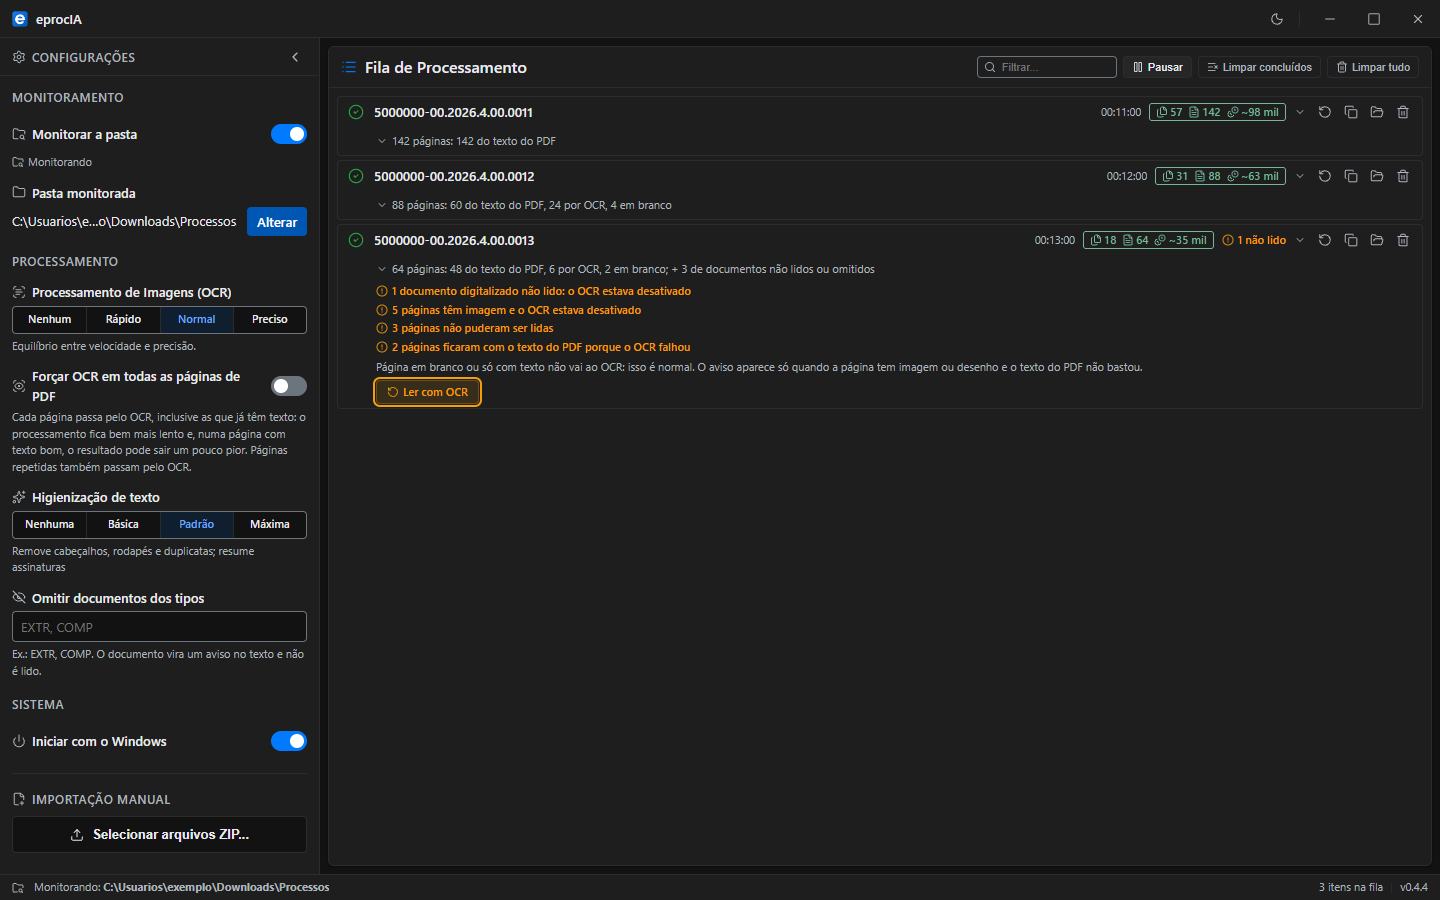 eprocIA
CONFIGURAÇÕES
MONITORAMENTO
Monitorar a pasta
Monitorando
Pasta monitorada
C:\Usuarios\e...o\Downloads\Processos
Alterar
PROCESSAMENTO
Processamento de Imagens (OCR)
Nenhum Rápido Normal Preciso
Equilíbrio entre velocidade e precisão.
Forçar OCR em todas as páginas de
PDF
Cada página passa pelo OCR, inclusive as que já têm texto: o
processamento fica bem mais lento e, numa página com
texto bom, o resultado pode sair um pouco pior. Páginas
repetidas também passam pelo OCR.
Higienização de texto
Nenhuma Básica Padrão Máxima
Remove cabeçalhos, rodapés e duplicatas; resume
assinaturas
Omitir documentos dos tipos
EXTR, COMP
Ex.: EXTR, COMP. O documento vira um aviso no texto e não
é lido.
SISTEMA
Iniciar com o Windows
IMPORTAÇÃO MANUAL
Selecionar arquivos ZIP...
Fila de Processamento
Filtrar...
Pausar
Limpar concluídos
Limpar tudo
5000000-00.2026.4.00.0011
00:11:00 57 142 ~98 mil
142 páginas: 142 do texto do PDF
5000000-00.2026.4.00.0012
00:12:00 31 88 ~63 mil
88 páginas: 60 do texto do PDF, 24 por OCR, 4 em branco
5000000-00.2026.4.00.0013
00:13:00 18 64 ~35 mil 1 não lido
64 páginas: 48 do texto do PDF, 6 por OCR, 2 em branco; + 3 de documentos não lidos ou omitidos
1 documento digitalizado não lido: o OCR estava desativado
5 páginas têm imagem e o OCR estava desativado
3 páginas não puderam ser lidas
2 páginas ficaram com o texto do PDF porque o OCR falhou
Página em branco ou só com texto não vai ao OCR: isso é normal. O aviso aparece só quando a página tem imagem ou desenho e o texto do PDF não bastou.
Ler com OCR
Monitorando: C:\Usuarios\exemplo\Downloads\Processos
3 itens na fila
v0.4.4